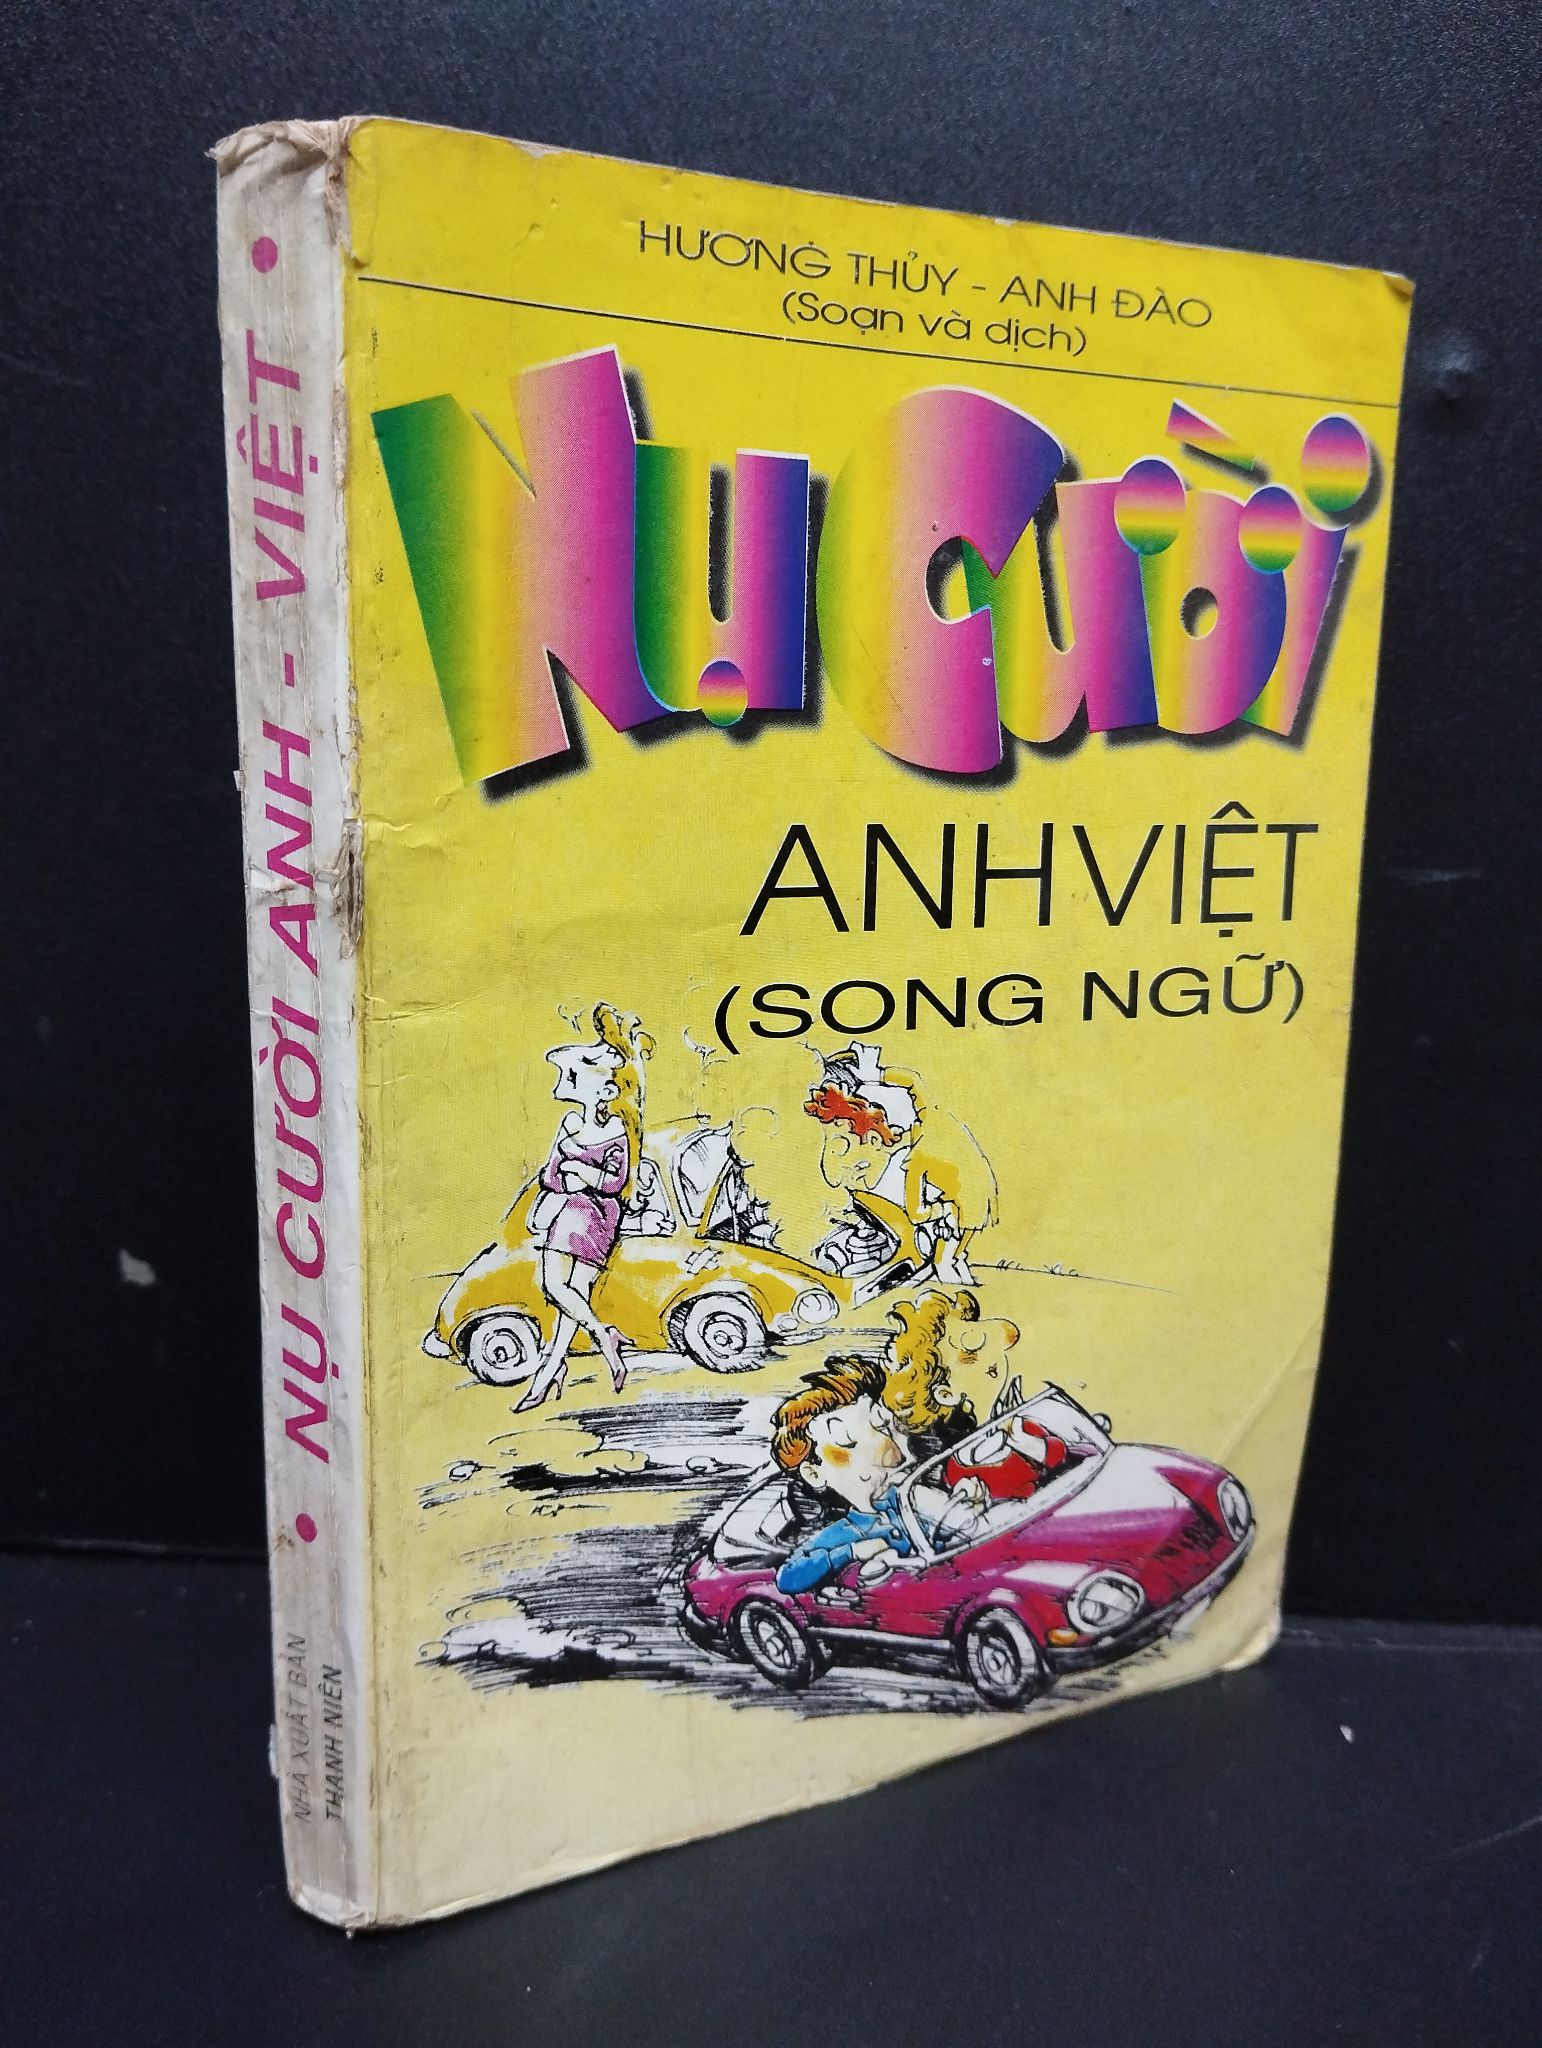 HƯƠNG THỦY - ANH ĐÀO
(Soạn và dịch)
Nụ Cười
ANH VIỆT
(SONG NGỮ)
• NỤ CƯỜI ANH - VIỆT •
NHÀ XUẤT BẢN
THANH NIÊN